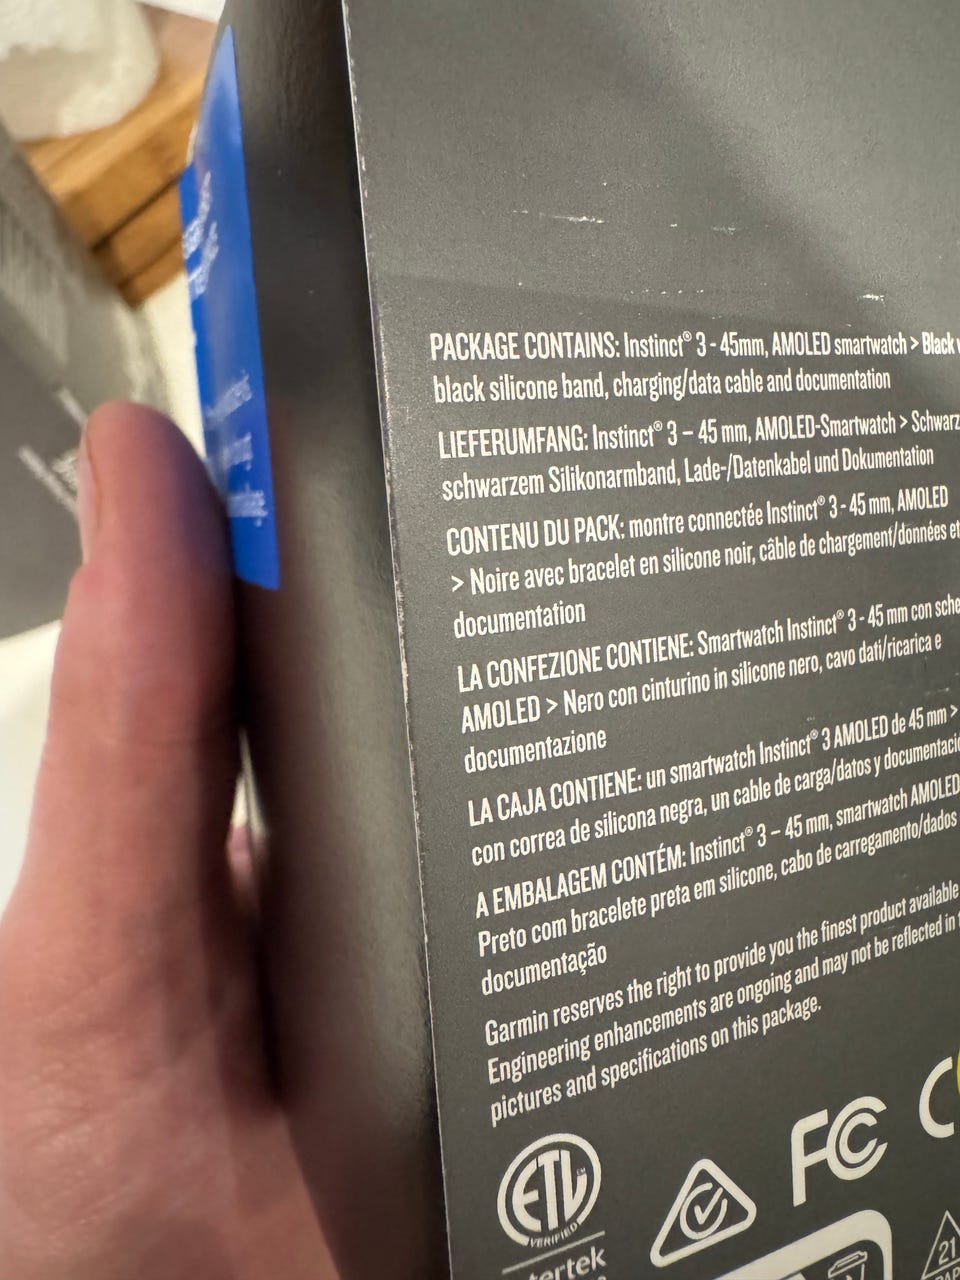 PACKAGE CONTAINS: Instinct® 3 - 45mm, AMOLED smartwatch > Black
black silicone band, charging/data cable and documentation
LIEFERUMFANG: Instinct® 3 – 45 mm, AMOLED-Smartwatch > Schwarz
schwarzem Silikonarmband, Lade-/Datenkabel und Dokumentation
CONTENU DU PACK: montre connectée Instinct® 3 - 45 mm, AMOLED
> Noire avec bracelet en silicone noir, câble de chargement/données et
documentation
LA CONFEZIONE CONTIENE: Smartwatch Instinct® 3 - 45 mm con sche
AMOLED > Nero con cinturino in silicone nero, cavo dati/ricarica e
documentazione
LA CAJA CONTIENE: un smartwatch Instinct® 3 AMOLED de 45 mm >
con correa de silicona negra, un cable de carga/datos y documentació
A EMBALAGEM CONTÉM: Instinct® 3 – 45 mm, smartwatch AMOLED
Preto com bracelete preta em silicone, cabo de carregamento/dados
documentação
Garmin reserves the right to provide you the finest product available
Engineering enhancements are ongoing and may not be reflected in
pictures and specifications on this package.
FC
ETL
VERIFIED
tertek
21
PAP